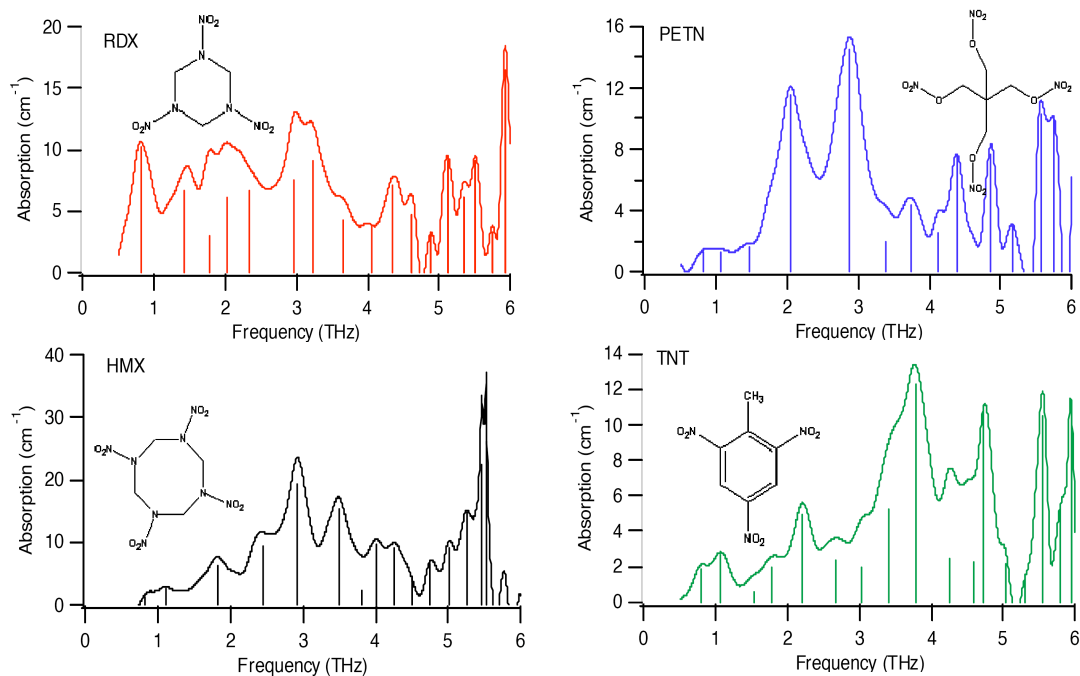 RDX
20
15
10
5
0
Absorption (cm-1)
NO2
N
N
N
NO2
NO2
0 1 2 3 4 5 6
Frequency (THz)
PETN
16
12
8
4
0
Absorption (cm-1)
NO2
O
NO2
O
O
NO2
O
NO2
0 1 2 3 4 5 6
Frequency (THz)
HMX
40
30
20
10
0
Absorption (cm-1)
NO2
O2N
N
N
N
N
NO2
O2N
0 1 2 3 4 5 6
Frequency (THz)
TNT
14
12
10
8
6
4
2
0
Absorption (cm-1)
CH3
O2N
NO2
NO2
0 1 2 3 4 5 6
Frequency (THz)